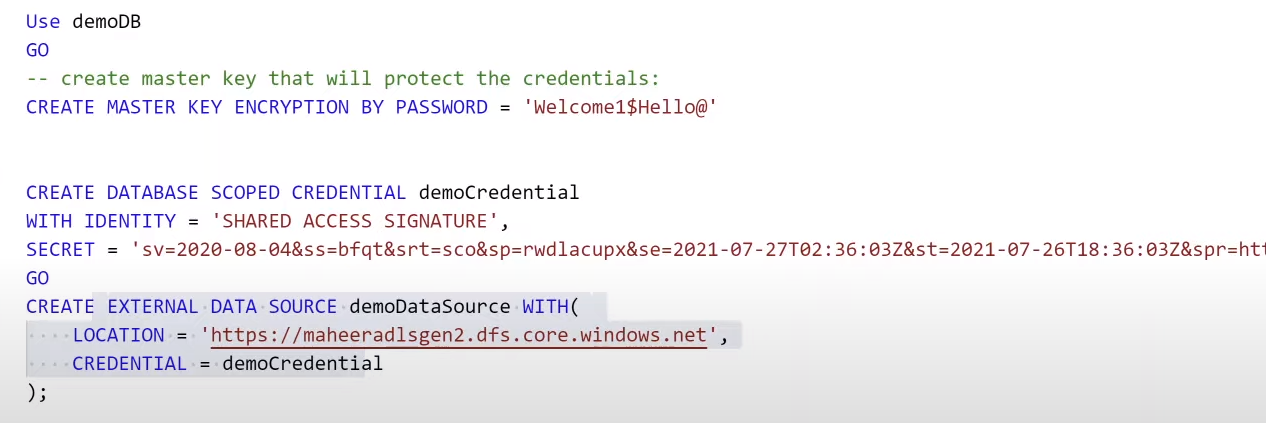 Use demoDB
GO
-- create master key that will protect the credentials:
CREATE MASTER KEY ENCRYPTION BY PASSWORD = 'Welcome1$Hello@'
CREATE DATABASE SCOPED CREDENTIAL demoCredential
WITH IDENTITY = 'SHARED ACCESS SIGNATURE',
SECRET = 'sv=2020-08-04&ss=bfqt&srt=sco&sp=rwdlacupx&se=2021-07-27T02:36:03Z&st=2021-07-26T18:36:03Z&spr=htt
GO
CREATE EXTERNAL DATA SOURCE demoDataSource WITH(
LOCATION = 'https://maheeradlsgen2.dfs.core.windows.net',
CREDENTIAL = demoCredential
);